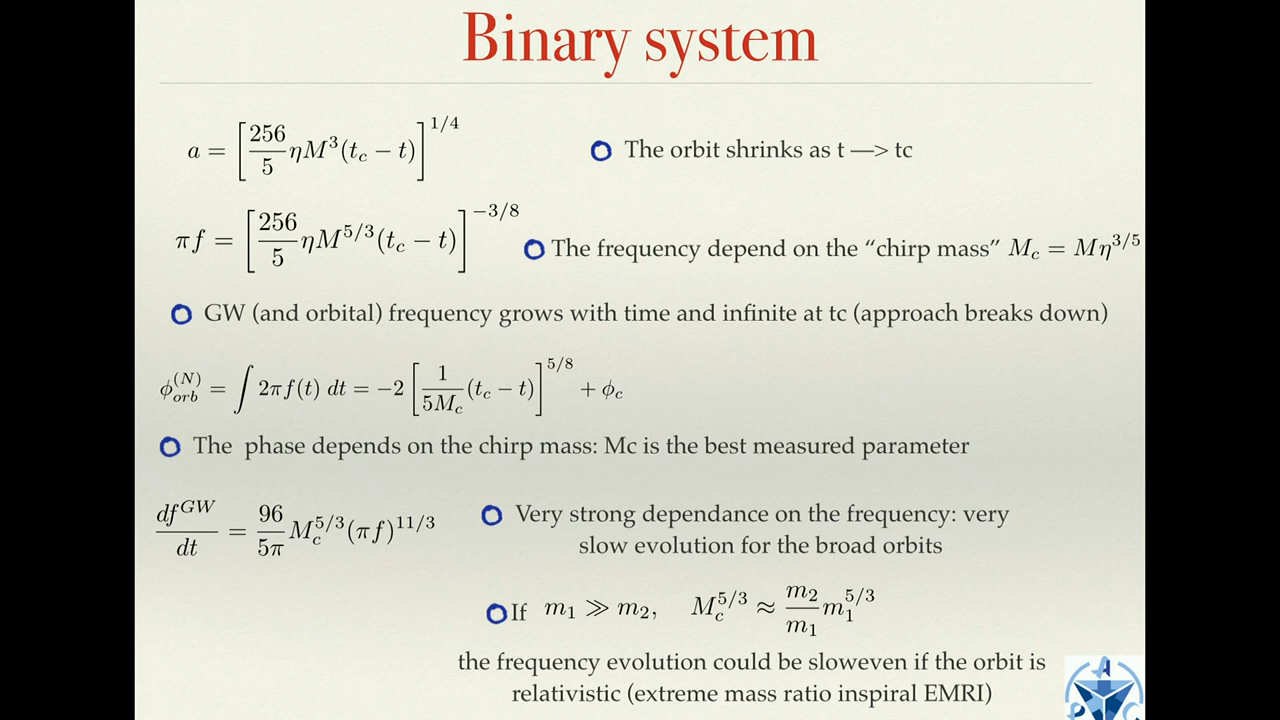 Binary system
a = [256/5 ηM^3(t_c − t)]^{1/4}
The orbit shrinks as t —> tc
πf = [256/5 ηM^{5/3}(t_c − t)]^{−3/8}
The frequency depend on the “chirp mass” M_c = Mη^{3/5}
GW (and orbital) frequency grows with time and infinite at tc (approach breaks down)
ϕ_{orb}^{(N)} = ∫ 2πf(t) dt = −2 [1/(5M_c) (t_c − t)]^{5/8} + ϕ_c
The phase depends on the chirp mass: Mc is the best measured parameter
df^{GW}/dt = 96/(5π) M_c^{5/3}(πf)^{11/3}
Very strong dependance on the frequency: very
slow evolution for the broad orbits
If m_1 ≫ m_2, M_c^{5/3} ≈ m_2/m_1 m_1^{5/3}
the frequency evolution could be sloweven if the orbit is
relativistic (extreme mass ratio inspiral EMRI)
A
P C